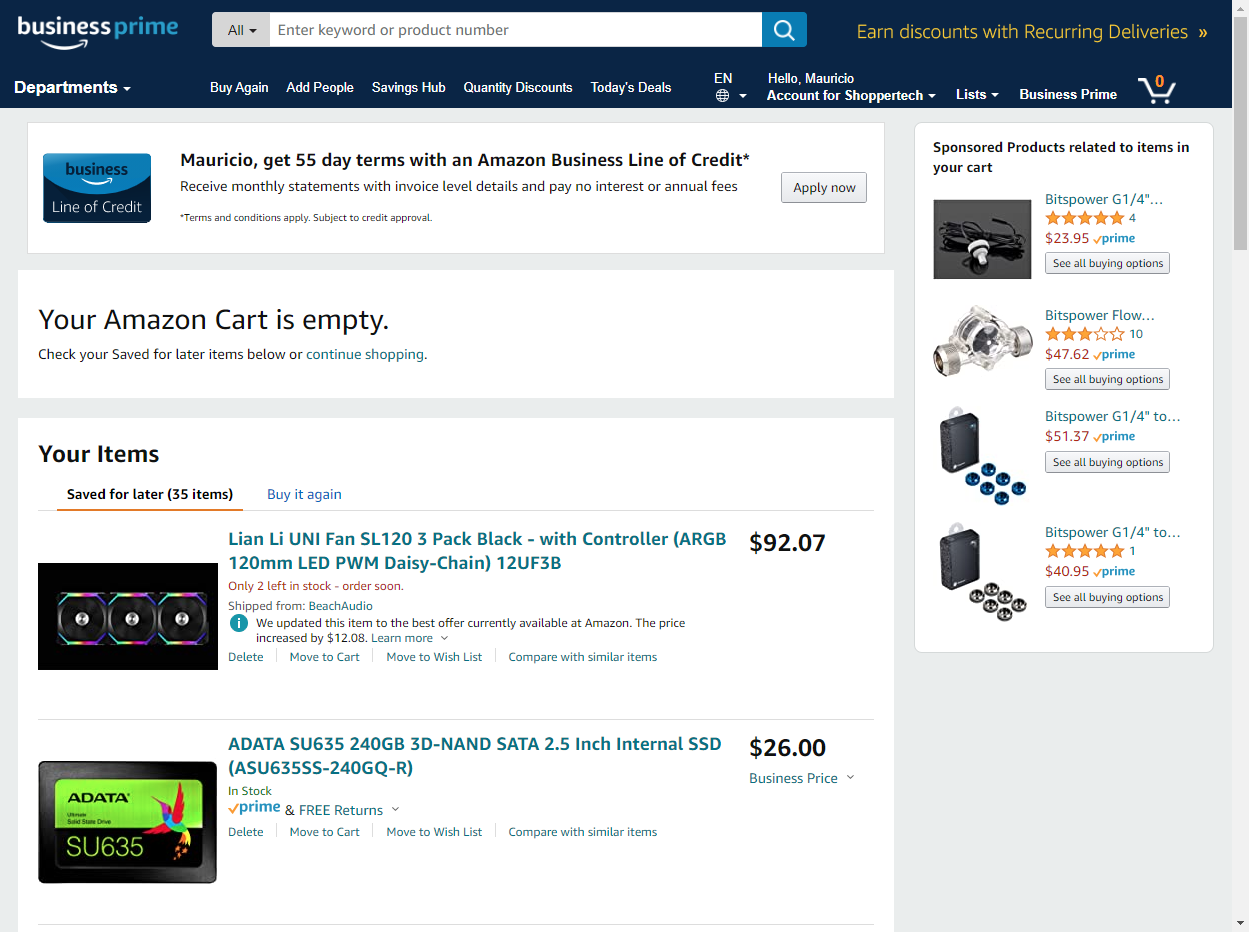 business prime
All
Enter keyword or product number
Earn discounts with Recurring Deliveries »
Departments
Buy Again
Add People
Savings Hub
Quantity Discounts
Today's Deals
EN
Hello, Mauricio
Account for Shoppertech
Lists
Business Prime
0
business
Line of Credit
Mauricio, get 55 day terms with an Amazon Business Line of Credit*
Receive monthly statements with invoice level details and pay no interest or annual fees
*Terms and conditions apply. Subject to credit approval.
Apply now
Your Amazon Cart is empty.
Check your Saved for later items below or continue shopping.
Your Items
Saved for later (35 items)
Buy it again
Lian Li UNI Fan SL120 3 Pack Black - with Controller (ARGB
120mm LED PWM Daisy-Chain) 12UF3B
$92.07
Only 2 left in stock - order soon.
Shipped from: BeachAudio
We updated this item to the best offer currently available at Amazon. The price
increased by $12.08. Learn more
Delete
Move to Cart
Move to Wish List
Compare with similar items
ADATA
Ultimate
Solid State Drive
SU635
ADATA SU635 240GB 3D-NAND SATA 2.5 Inch Internal SSD
(ASU635SS-240GQ-R)
$26.00
Business Price
In Stock
prime & FREE Returns
Delete
Move to Cart
Move to Wish List
Compare with similar items
Sponsored Products related to items in
your cart
Bitspower G1/4"...
4
$23.95 prime
See all buying options
Bitspower Flow...
10
$47.62 prime
See all buying options
Bitspower G1/4" to...
$51.37 prime
See all buying options
Bitspower G1/4" to...
1
$40.95 prime
See all buying options